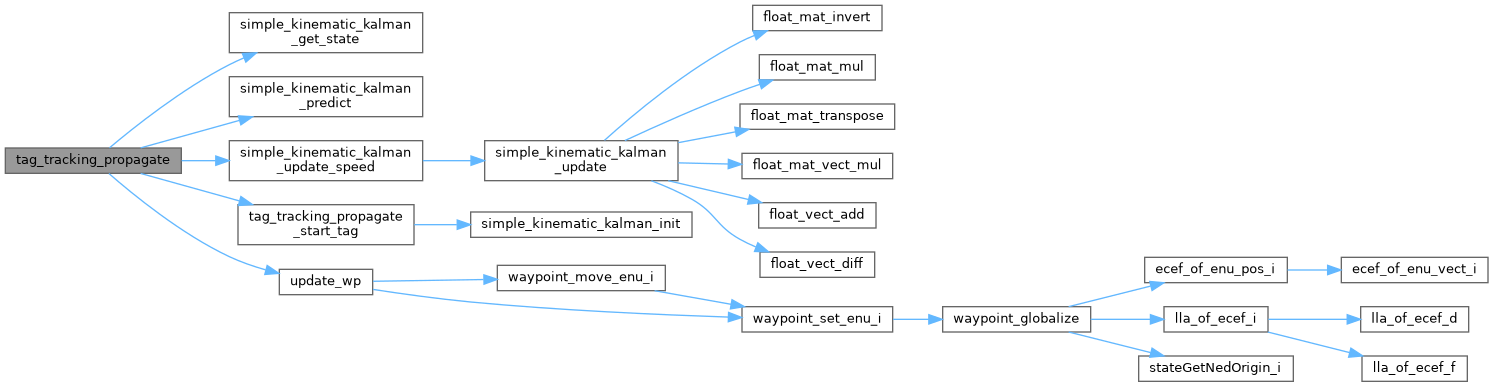 tag_tracking_propagate
simple_kinematic_kalman
_get_state
simple_kinematic_kalman
_predict
simple_kinematic_kalman
_update_speed
tag_tracking_propagate
_start_tag
update_wp
simple_kinematic_kalman
_update
simple_kinematic_kalman_init
waypoint_move_enu_i
float_mat_invert
float_mat_mul
float_mat_transpose
float_mat_vect_mul
float_vect_add
float_vect_diff
waypoint_set_enu_i
waypoint_globalize
ecef_of_enu_pos_i
lla_of_ecef_i
stateGetNedOrigin_i
ecef_of_enu_vect_i
lla_of_ecef_d
lla_of_ecef_f